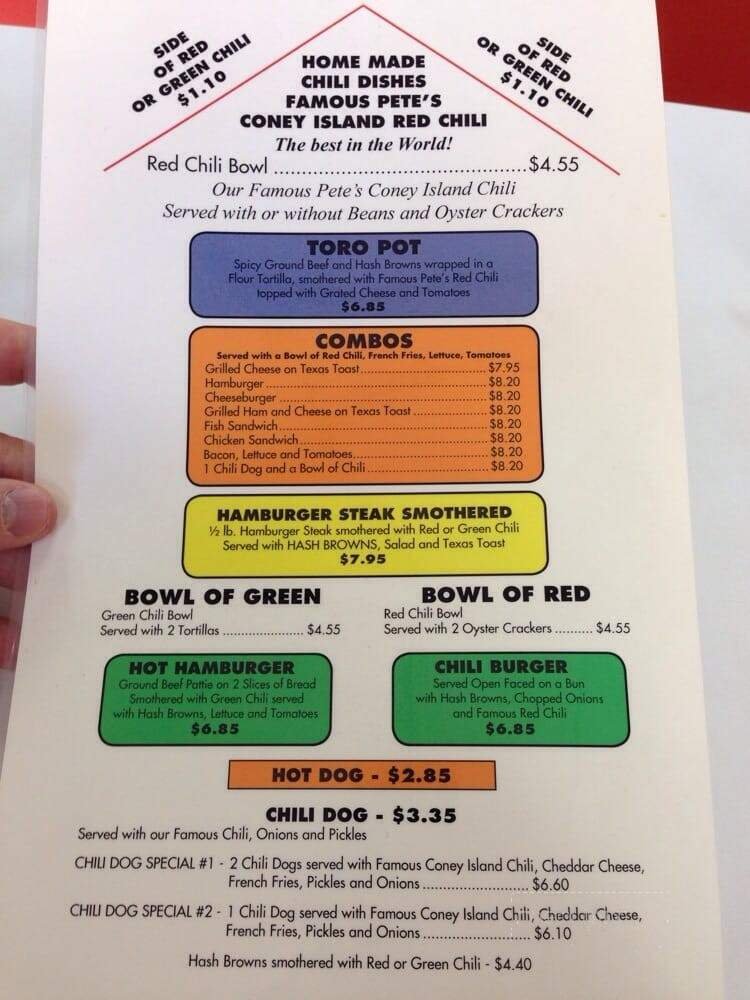 SIDE
OF RED
OR GREEN CHILI
$1.10
HOME MADE
CHILI DISHES
FAMOUS PETE'S
CONEY ISLAND RED CHILI
The best in the World!
SIDE
OF RED
OR GREEN CHILI
$1.10
Red Chili Bowl ................................................ $4.55
Our Famous Pete's Coney Island Chili
Served with or without Beans and Oyster Crackers
TORO POT
Spicy Ground Beef and Hash Browns wrapped in a
Flour Tortilla, smothered with Famous Pete's Red Chili
topped with Grated Cheese and Tomatoes
$6.85
COMBOS
Served with a Bowl of Red Chili, French Fries, Lettuce, Tomatoes
Grilled Cheese on Texas Toast ................................ $7.95
Hamburger ........................................................ $8.20
Cheeseburger .................................................... $8.20
Grilled Ham and Cheese on Texas Toast ................... $8.20
Fish Sandwich .................................................... $8.20
Chicken Sandwich ............................................... $8.20
Bacon, Lettuce and Tomatoes ................................. $8.20
1 Chili Dog and a Bowl of Chili .............................. $8.20
HAMBURGER STEAK SMOTHERED
½ lb. Hamburger Steak smothered with Red or Green Chili
Served with HASH BROWNS, Salad and Texas Toast
$7.95
BOWL OF GREEN
Green Chili Bowl
Served with 2 Tortillas ..................... $4.55
BOWL OF RED
Red Chili Bowl
Served with 2 Oyster Crackers .......... $4.55
HOT HAMBURGER
Ground Beef Pattie on 2 Slices of Bread
Smothered with Green Chili served
with Hash Browns, Lettuce and Tomatoes
$6.85
CHILI BURGER
Served Open Faced on a Bun
with Hash Browns, Chopped Onions
and Famous Red Chili
$6.85
HOT DOG - $2.85
CHILI DOG - $3.35
Served with our Famous Chili, Onions and Pickles
CHILI DOG SPECIAL #1 - 2 Chili Dogs served with Famous Coney Island Chili, Cheddar Cheese,
French Fries, Pickles and Onions ........................... $6.60
CHILI DOG SPECIAL #2 - 1 Chili Dog served with Famous Coney Island Chili, Cheddar Cheese,
French Fries, Pickles and Onions ........................... $6.10
Hash Browns smothered with Red or Green Chili - $4.40